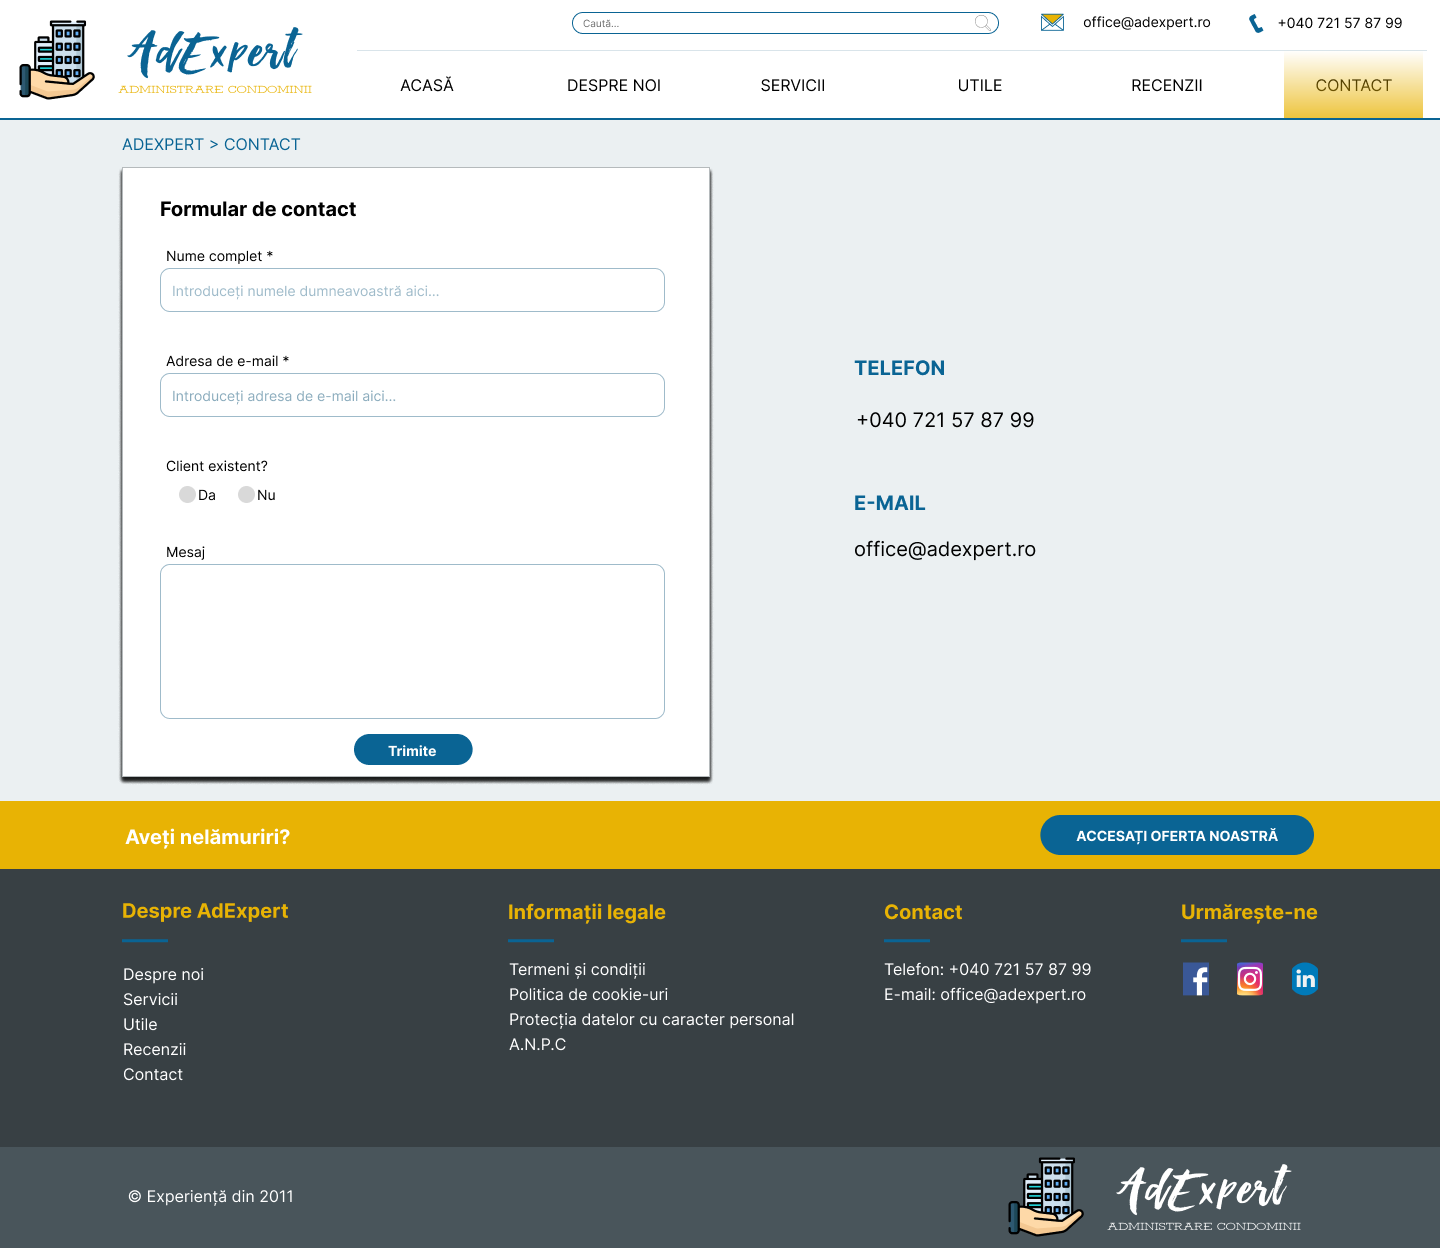 AdExpert
ADMINISTRARE CONDOMINII
Caută...
office@adexpert.ro
+040 721 57 87 99
ACASĂ
DESPRE NOI
SERVICII
UTILE
RECENZII
CONTACT
ADEXPERT > CONTACT
Formular de contact
Nume complet *
Introduceți numele dumneavoastră aici...
Adresa de e-mail *
Introduceți adresa de e-mail aici...
Client existent?
Da
Nu
Mesaj
Trimite
TELEFON
+040 721 57 87 99
E-MAIL
office@adexpert.ro
Aveți nelămuriri?
ACCESAȚI OFERTA NOASTRĂ
Despre AdExpert
Despre noi
Servicii
Utile
Recenzii
Contact
Informații legale
Termeni și condiții
Politica de cookie-uri
Protecția datelor cu caracter personal
A.N.P.C
Contact
Telefon: +040 721 57 87 99
E-mail: office@adexpert.ro
Urmărește-ne
f
in
© Experiență din 2011
AdExpert
ADMINISTRARE CONDOMINII